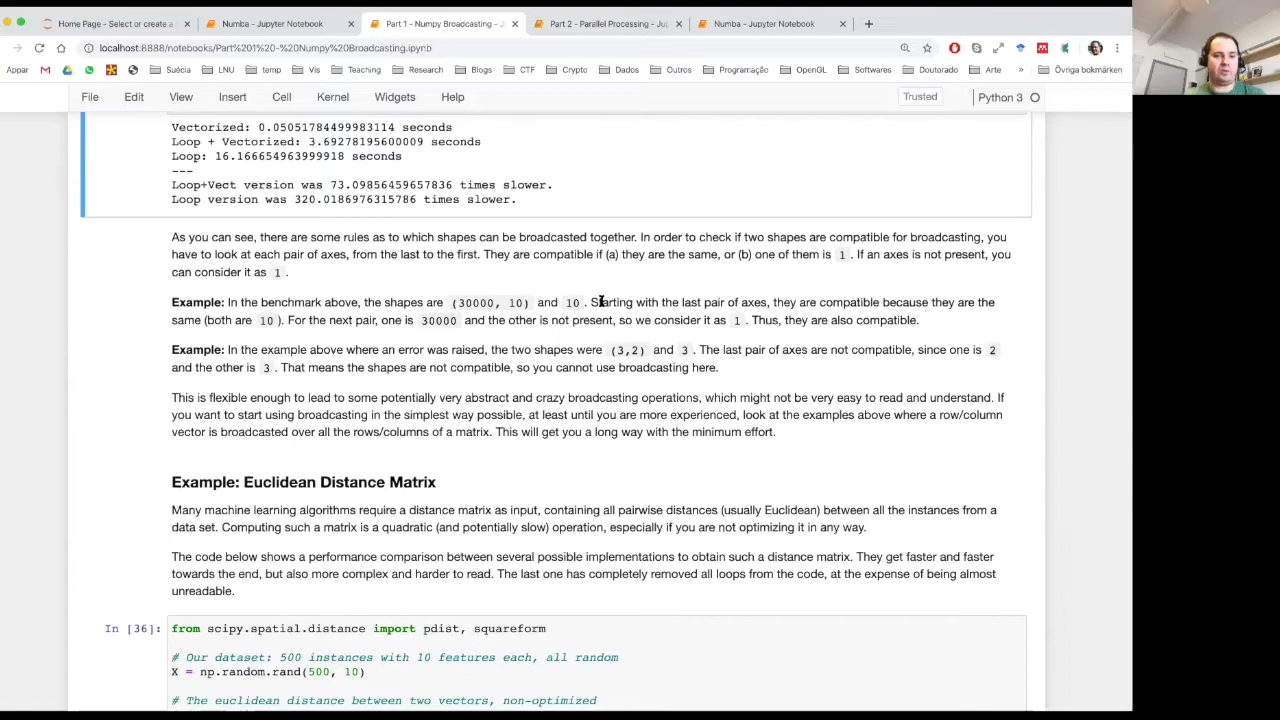 Home Page - Select or create a
Numba - Jupyter Notebook
Part 1 - Numpy Broadcasting - J
Part 2 - Parallel Processing - Ju
Numba - Jupyter Notebook
localhost:8888/notebooks/Part%201%20-%20Numpy%20Broadcasting.ipynb
Appar
Suécia
LNU
temp
Vis
Teaching
Research
Blogs
CTF
Crypto
Dados
Outros
Programação
OpenGL
Softwares
Doutorado
Arte
»
Övriga bokmärken
File
Edit
View
Insert
Cell
Kernel
Widgets
Help
Trusted
Python 3
Vectorized: 0.05051784499983114 seconds
Loop + Vectorized: 3.69278195600009 seconds
Loop: 16.166654963999918 seconds
---
Loop+Vect version was 73.09856459657836 times slower.
Loop version was 320.0186976315786 times slower.
As you can see, there are some rules as to which shapes can be broadcasted together. In order to check if two shapes are compatible for broadcasting, you
have to look at each pair of axes, from the last to the first. They are compatible if (a) they are the same, or (b) one of them is 1. If an axes is not present, you
can consider it as 1.
Example: In the benchmark above, the shapes are (30000, 10) and 10. Starting with the last pair of axes, they are compatible because they are the
same (both are 10). For the next pair, one is 30000 and the other is not present, so we consider it as 1. Thus, they are also compatible.
Example: In the example above where an error was raised, the two shapes were (3,2) and 3. The last pair of axes are not compatible, since one is 2
and the other is 3. That means the shapes are not compatible, so you cannot use broadcasting here.
This is flexible enough to lead to some potentially very abstract and crazy broadcasting operations, which might not be very easy to read and understand. If
you want to start using broadcasting in the simplest way possible, at least until you are more experienced, look at the examples above where a row/column
vector is broadcasted over all the rows/columns of a matrix. This will get you a long way with the minimum effort.
Example: Euclidean Distance Matrix
Many machine learning algorithms require a distance matrix as input, containing all pairwise distances (usually Euclidean) between all the instances from a
data set. Computing such a matrix is a quadratic (and potentially slow) operation, especially if you are not optimizing it in any way.
The code below shows a performance comparison between several possible implementations to obtain such a distance matrix. They get faster and faster
towards the end, but also more complex and harder to read. The last one has completely removed all loops from the code, at the expense of being almost
unreadable.
In [36]: from scipy.spatial.distance import pdist, squareform
# Our dataset: 500 instances with 10 features each, all random
X = np.random.rand(500, 10)
# The euclidean distance between two vectors, non-optimized